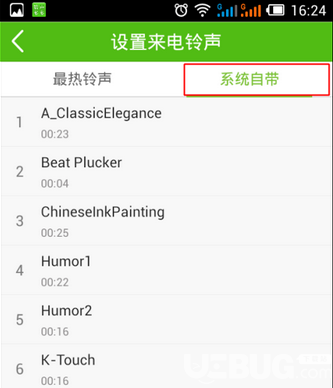 16:24
设置来电铃声
最热铃声
系统自带
1
A_ClassicElegance
00:23
2
Beat Plucker
00:04
3
ChineseInkPainting
00:25
4
Humor1
00:22
5
Humor2
00:16
6
K-Touch
00:16